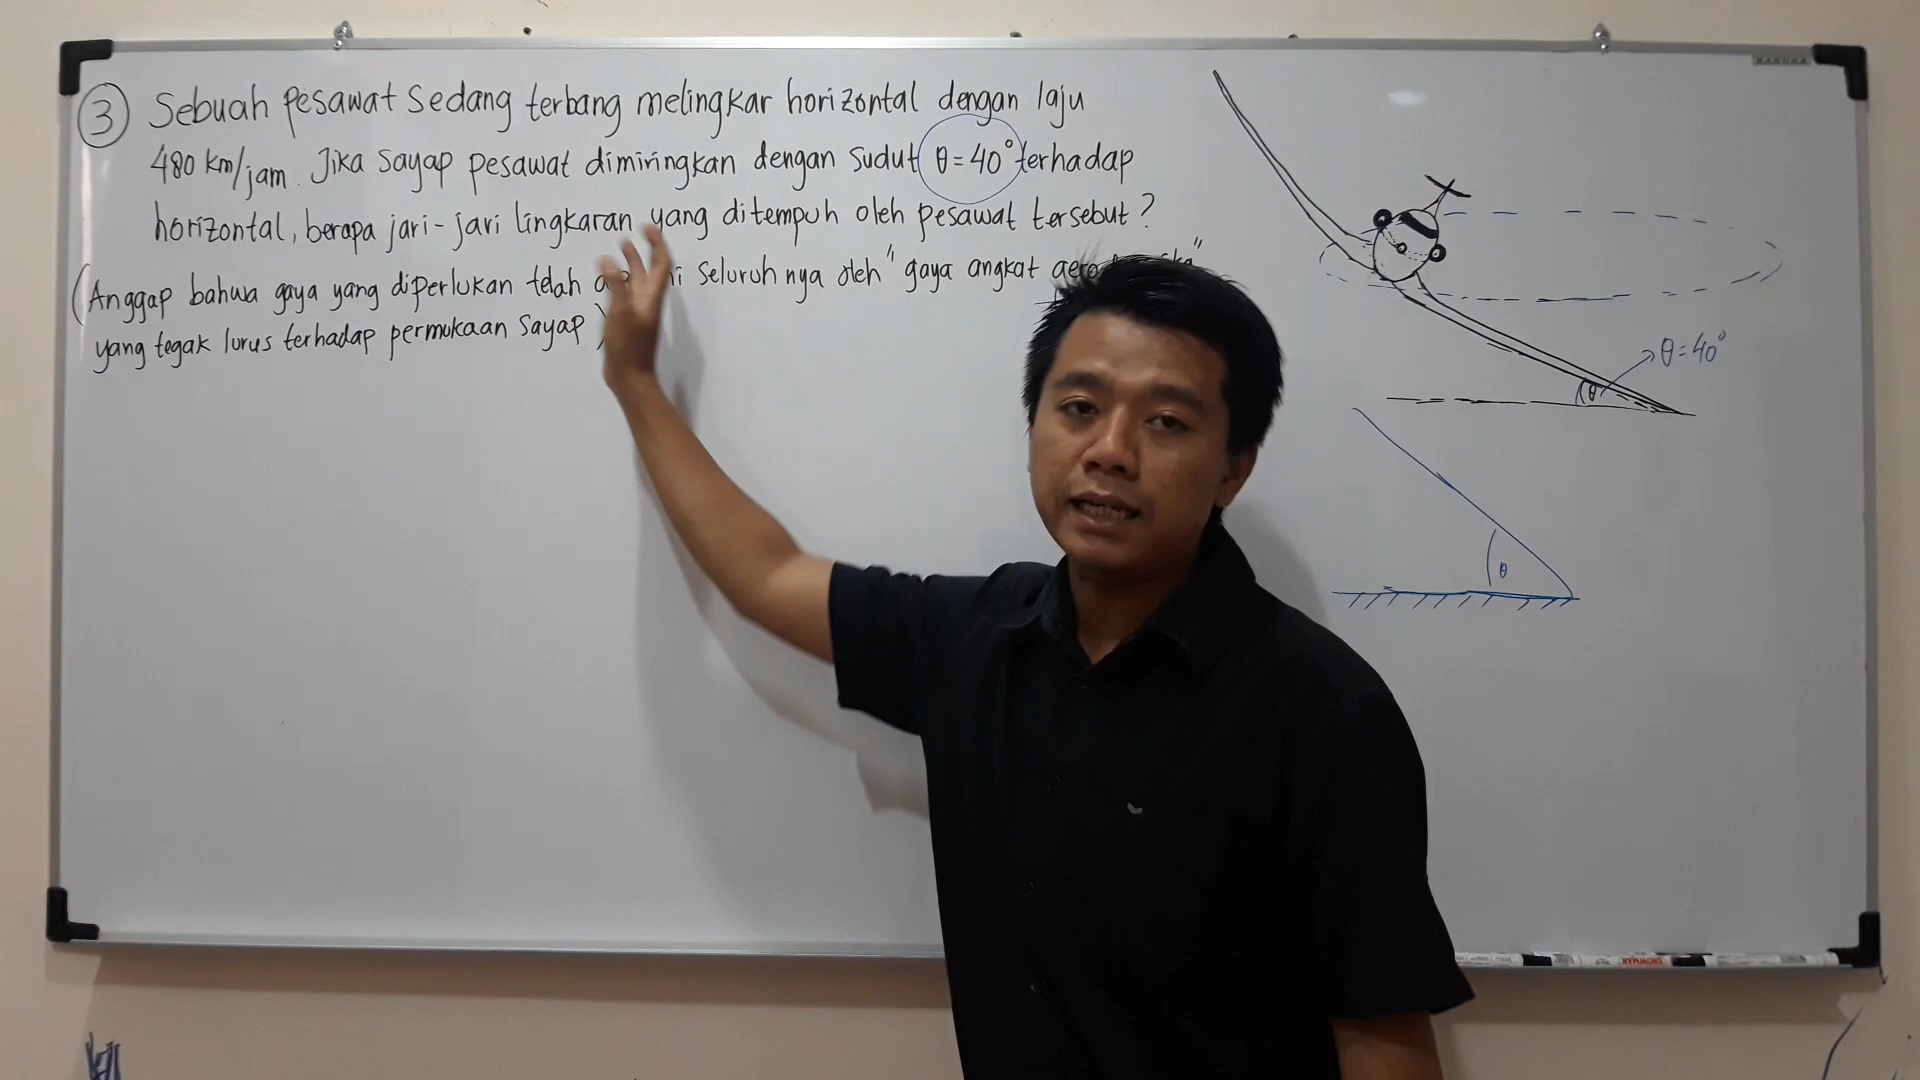 3 Sebuah pesawat sedang terbang melingkar horizontal dengan laju
480 km/jam. Jika sayap pesawat dimiringkan dengan sudut θ = 40° terhadap
horizontal, berapa jari-jari lingkaran yang ditempuh oleh pesawat tersebut?
(Anggap bahwa gaya yang diperlukan telah seluruhnya oleh "gaya angkat
yang tegak lurus terhadap permukaan sayap)
θ = 40°
θ
θ
SAKURA
SNOWMAN